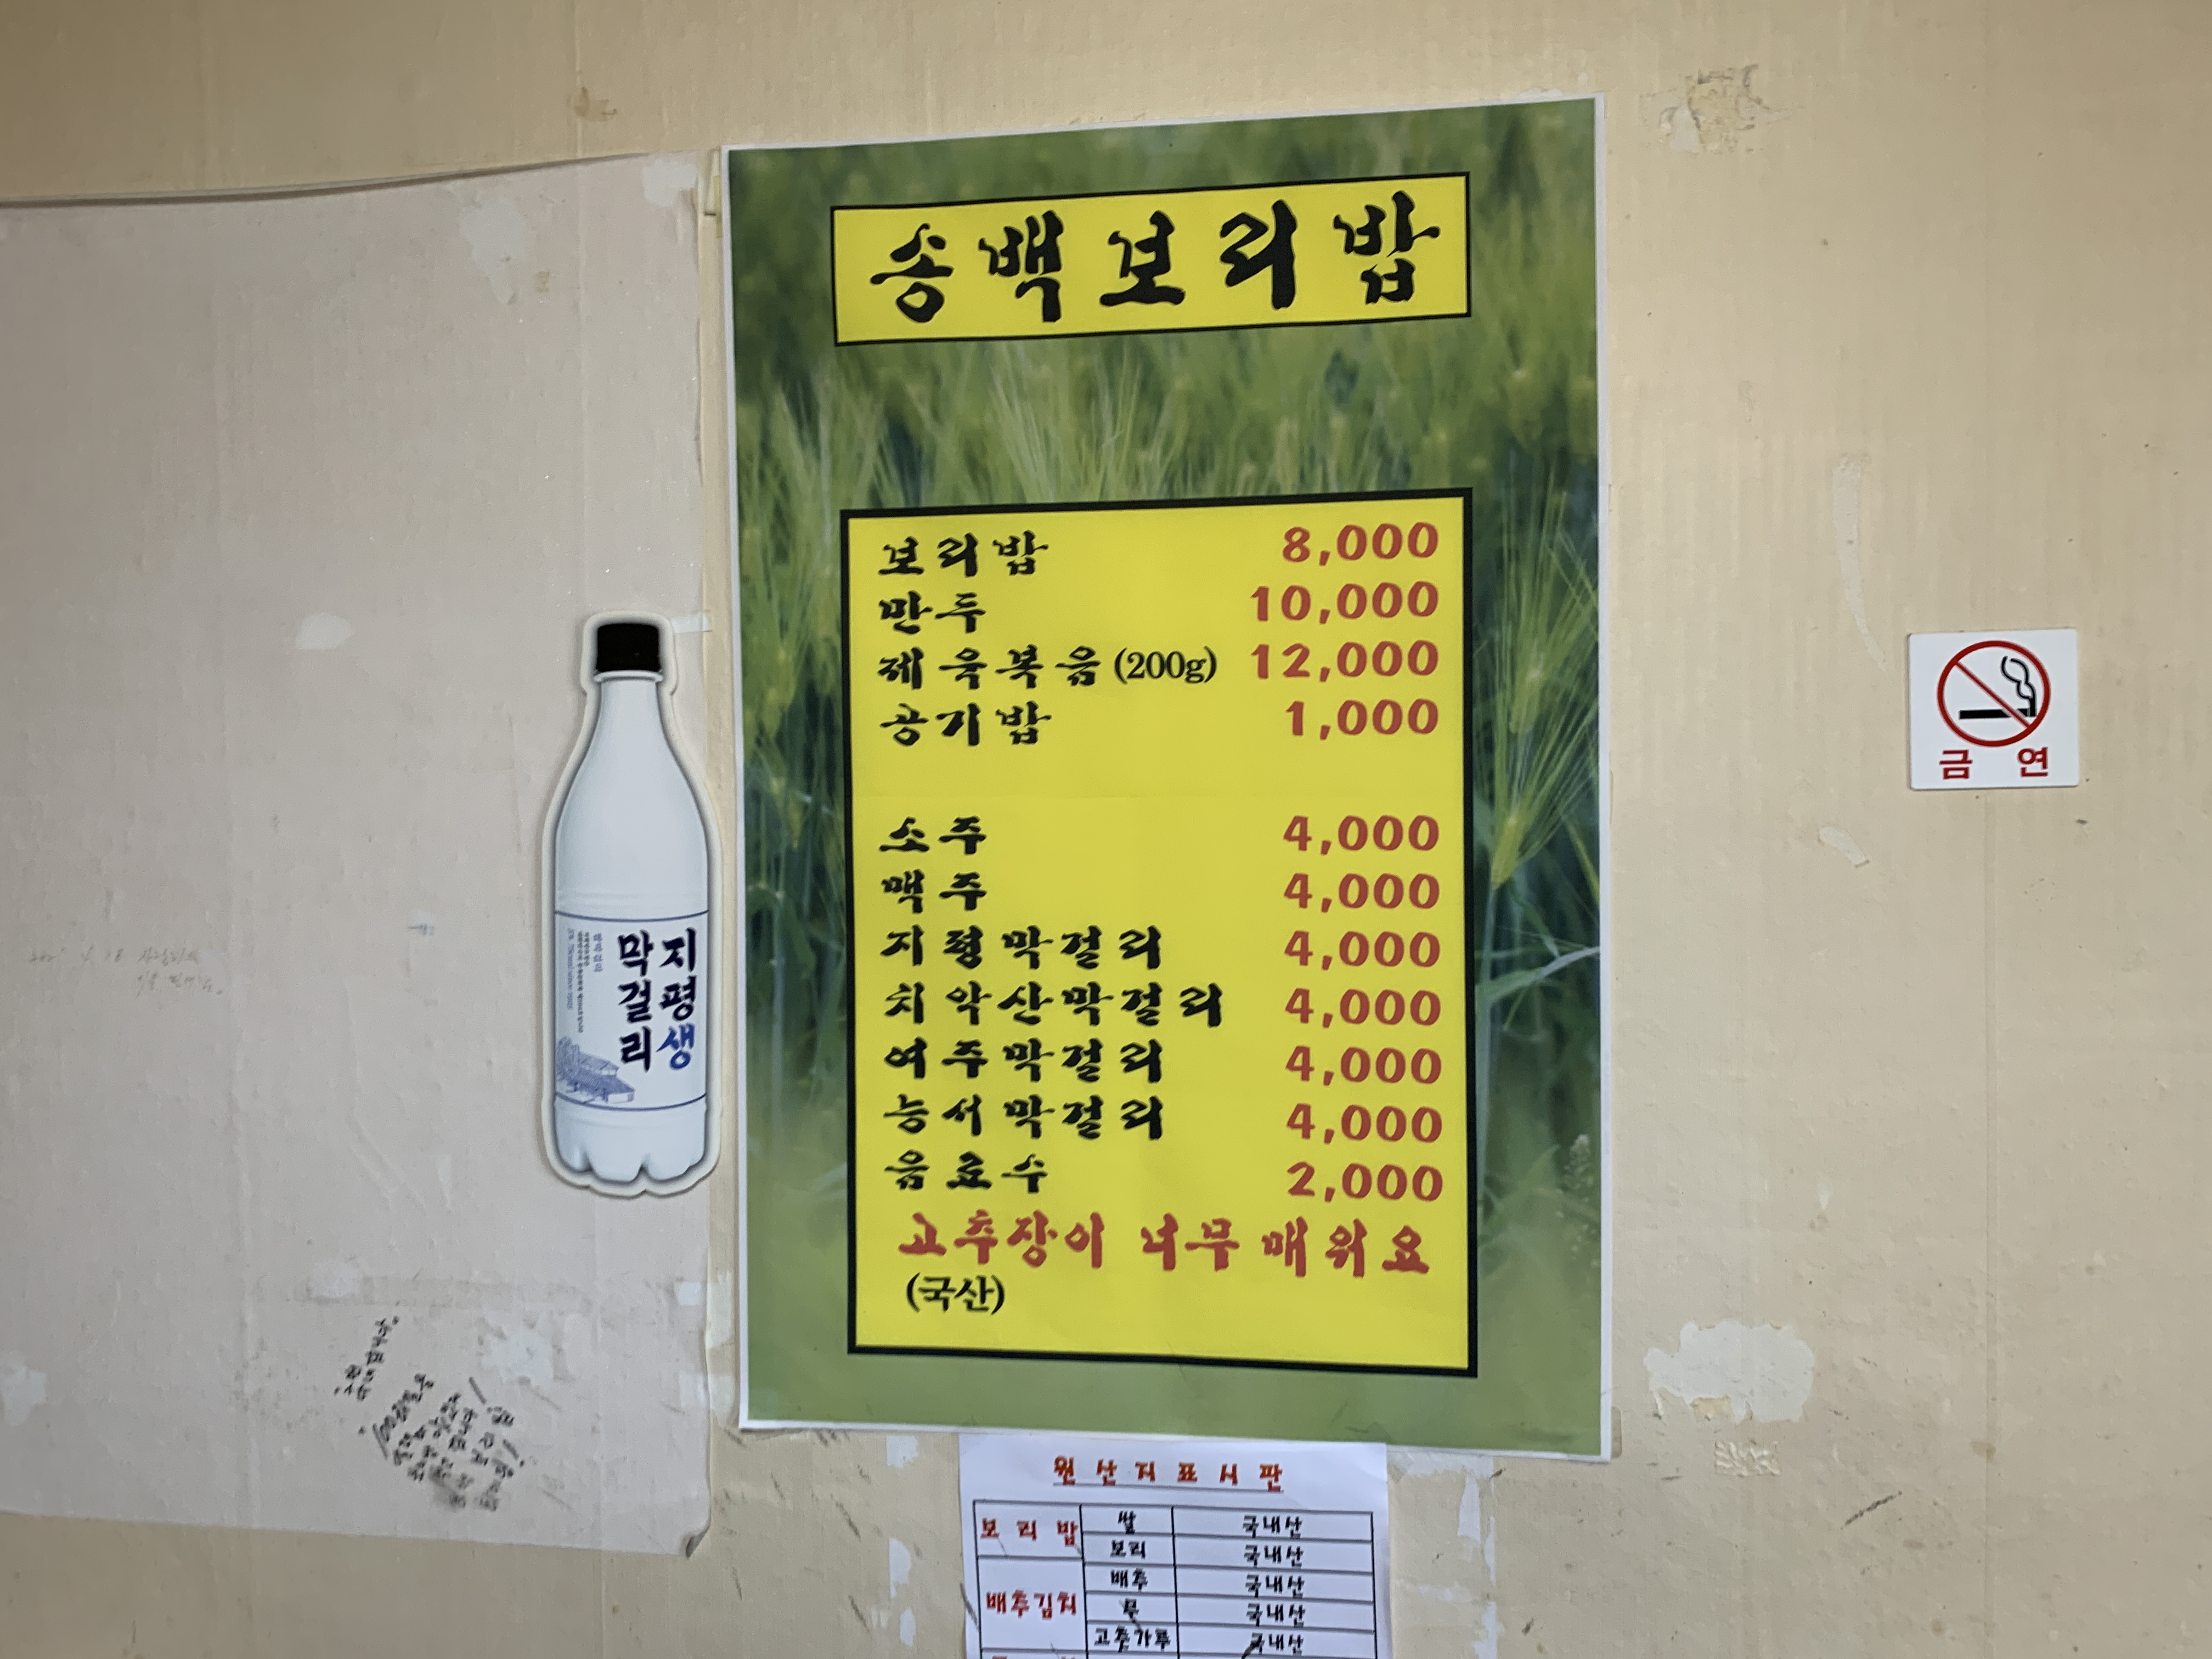 송백보리밥
보리밥 8,000
만두 10,000
제육볶음 (200g) 12,000
공기밥 1,000
소주 4,000
맥주 4,000
지평막걸리 4,000
치악산막걸리 4,000
여주막걸리 4,000
능서막걸리 4,000
음료수 2,000
고추장이 너무 매워요
(국산)
지평생
막걸리
금 연
원산지표시판
보리밥 쌀 국내산
보리 국내산
배추김치 배추 국내산
무 국내산
고춧가루 국내산